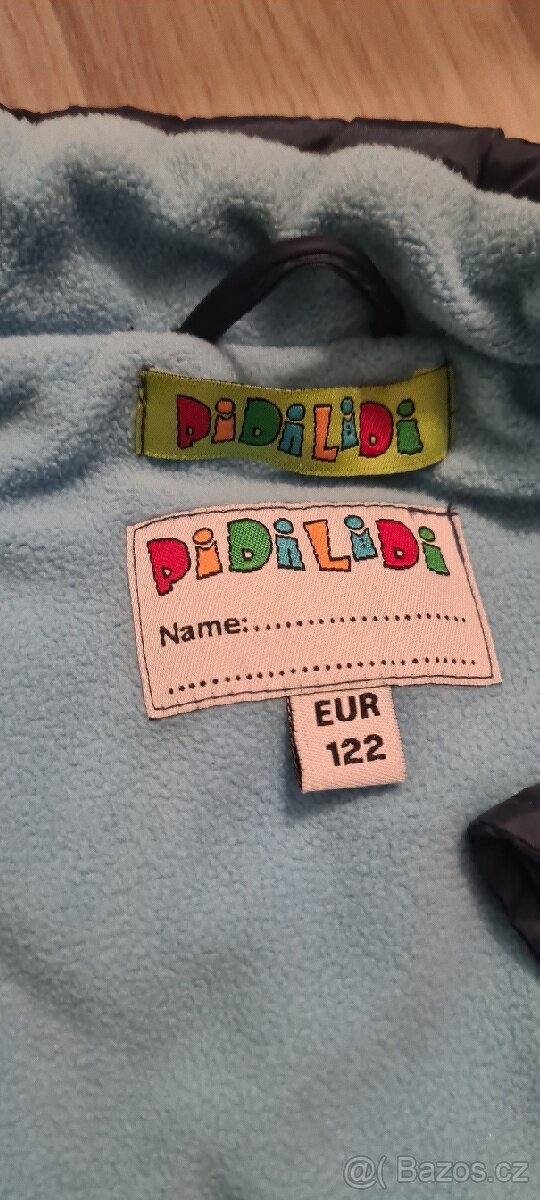 PiDiLiDi
PiDiLiDi
Name:.............................
..........................................
EUR
122
@( Bazos.cz